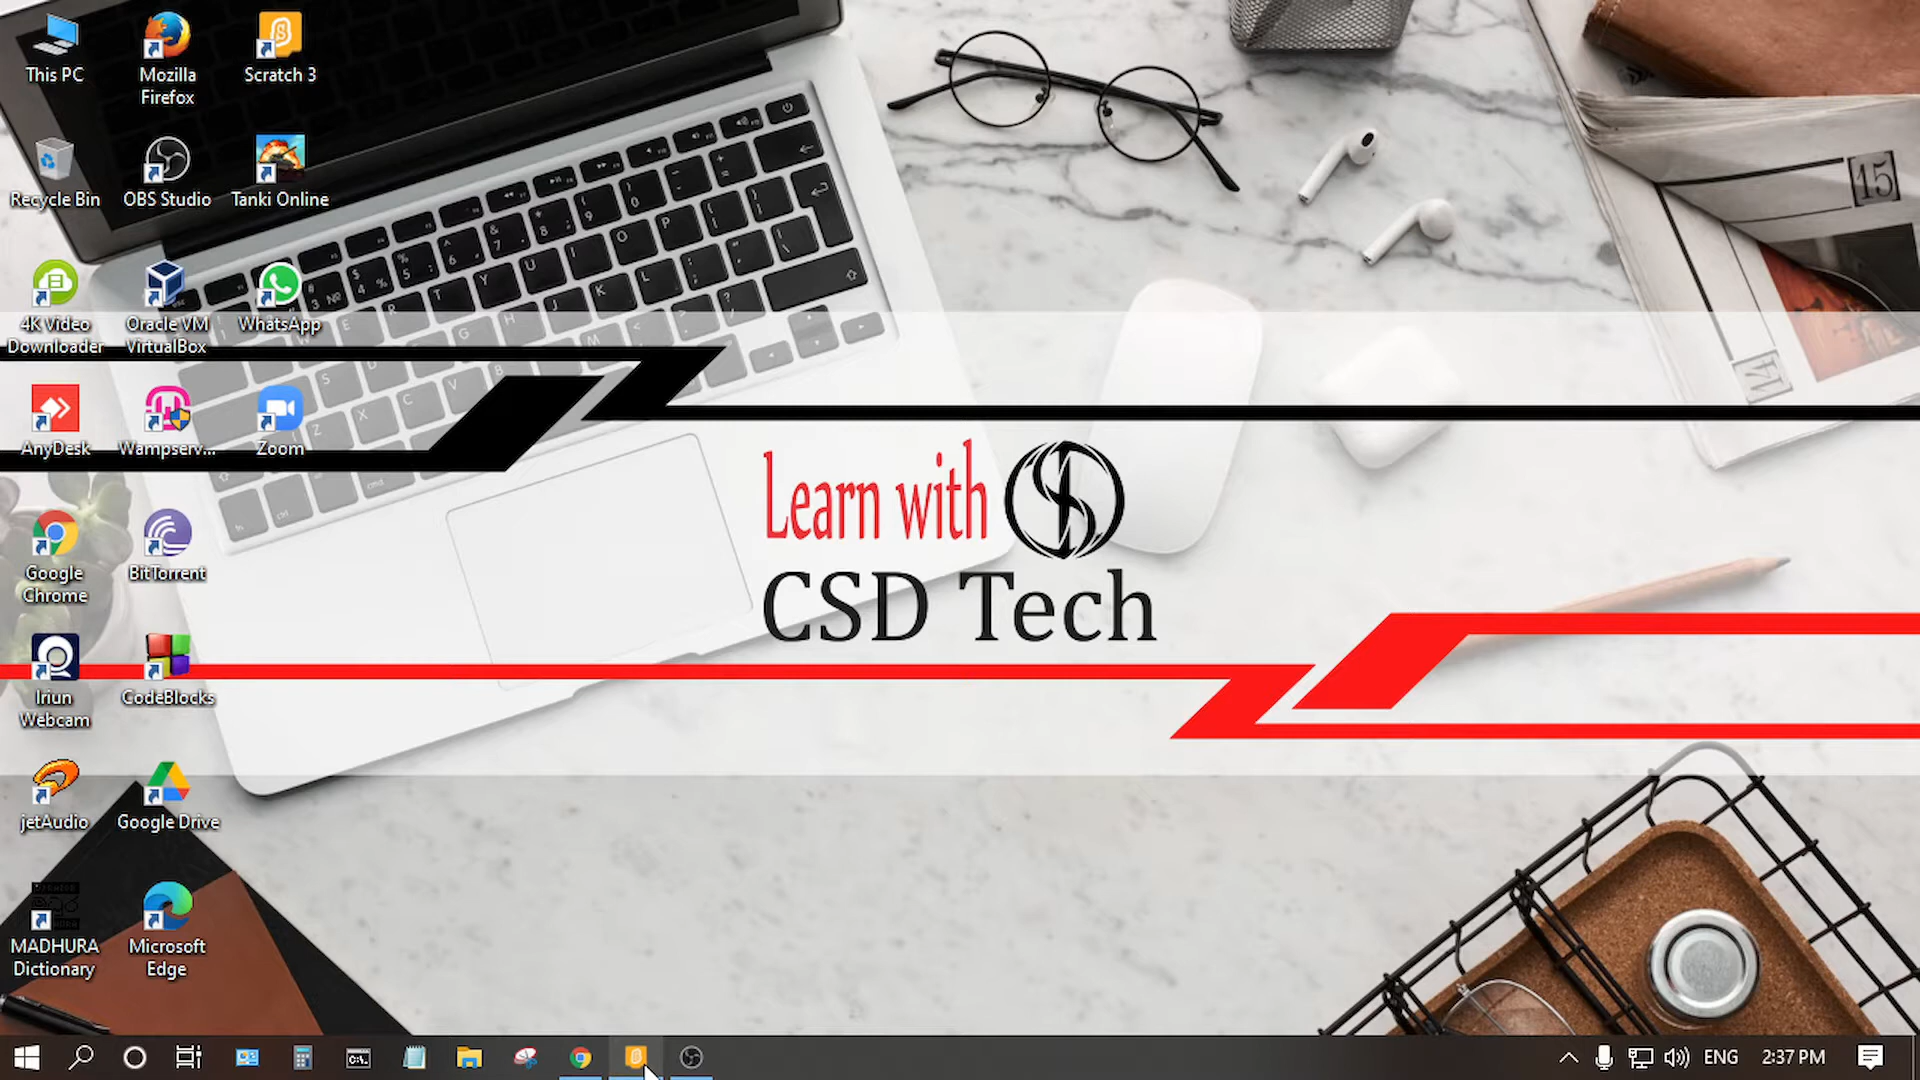 This PC
Mozilla
Firefox
Scratch 3
Recycle Bin
OBS Studio
Tanki Online
4K Video
Downloader
Oracle VM
VirtualBox
WhatsApp
AnyDesk
Wampserv...
Zoom
Google
Chrome
BitTorrent
Iriun
Webcam
CodeBlocks
jetAudio
Google Drive
MADHURA
Dictionary
Microsoft
Edge
Learn with
CSD Tech
15
ENG
2:37 PM